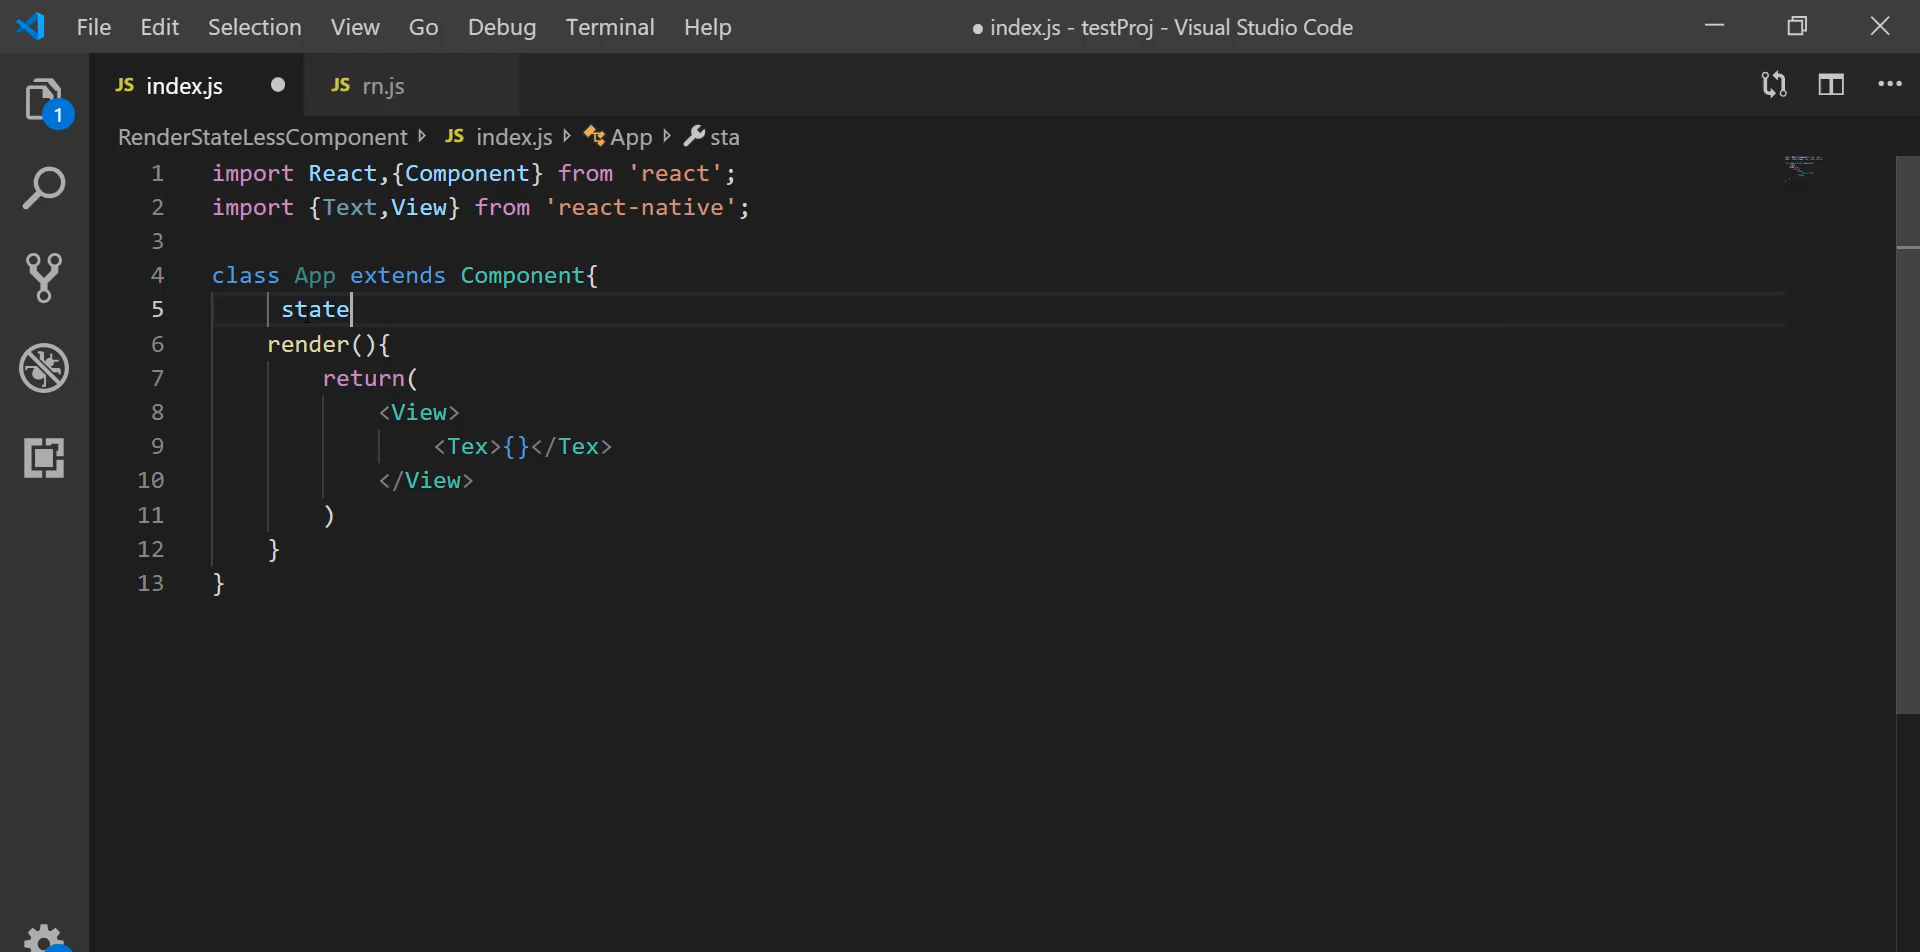 File Edit Selection View Go Debug Terminal Help ● index.js - testProj - Visual Studio Code
1
JS index.js ● JS rn.js
RenderStateLessComponent JS index.js App sta
1 import React,{Component} from 'react';
2 import {Text,View} from 'react-native';
3
4 class App extends Component{
5 state
6 render(){
7 return(
8 <View>
9 <Tex>{}</Tex>
10 </View>
11 )
12 }
13 }